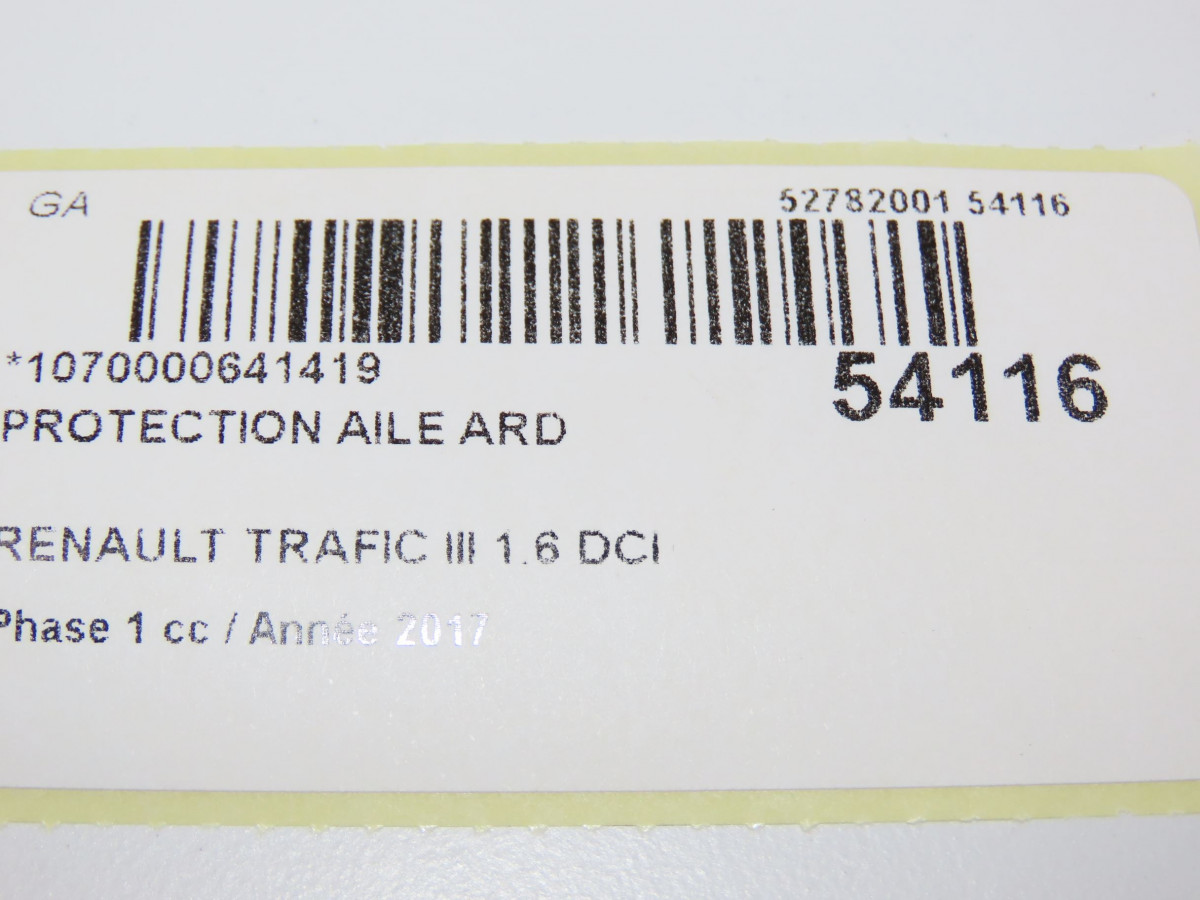 GA
52782001 54116
*1070000641419
54116
PROTECTION AILE ARD
RENAULT TRAFIC III 1.6 DCI
Phase 1 cc / Année 2017